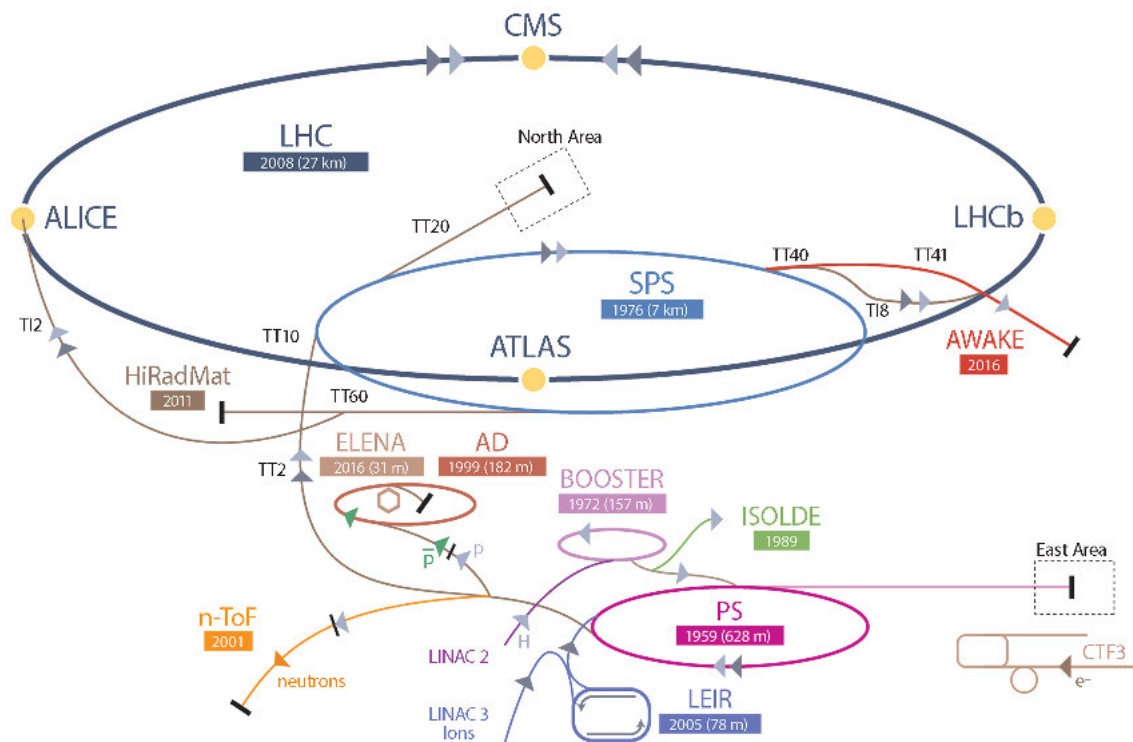 CMS
LHC
2008 (27 km)
North Area
ALICE
TT20
LHCb
TT40
TT41
SPS
1976 (7 km)
TI8
TI2
TT10
ATLAS
AWAKE
2016
HiRadMat
2011
TT60
ELENA
2016 (31 m)
AD
1999 (182 m)
TT2
BOOSTER
1972 (157 m)
ISOLDE
1989
p̅
p
East Area
n-ToF
2001
PS
1959 (628 m)
H
LINAC 2
neutrons
CTF3
e⁻
LINAC 3
Ions
LEIR
2005 (78 m)